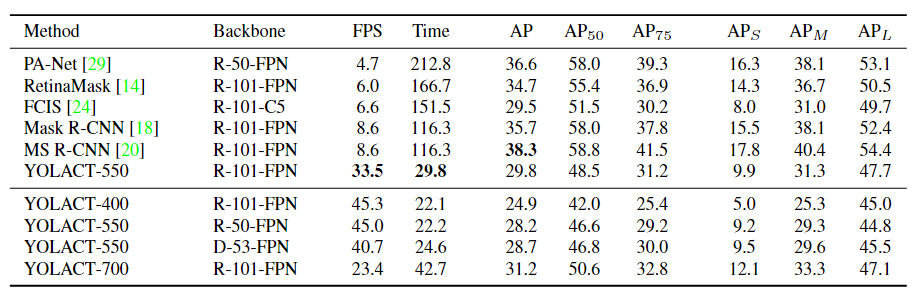 Method Backbone FPS Time AP AP50 AP75 APS APM APL
PA-Net [29] R-50-FPN 4.7 212.8 36.6 58.0 39.3 16.3 38.1 53.1
RetinaMask [14] R-101-FPN 6.0 166.7 34.7 55.4 36.9 14.3 36.7 50.5
FCIS [24] R-101-C5 6.6 151.5 29.5 51.5 30.2 8.0 31.0 49.7
Mask R-CNN [18] R-101-FPN 8.6 116.3 35.7 58.0 37.8 15.5 38.1 52.4
MS R-CNN [20] R-101-FPN 8.6 116.3 38.3 58.8 41.5 17.8 40.4 54.4
YOLACT-550 R-101-FPN 33.5 29.8 29.8 48.5 31.2 9.9 31.3 47.7
YOLACT-400 R-101-FPN 45.3 22.1 24.9 42.0 25.4 5.0 25.3 45.0
YOLACT-550 R-50-FPN 45.0 22.2 28.2 46.6 29.2 9.2 29.3 44.8
YOLACT-550 D-53-FPN 40.7 24.6 28.7 46.8 30.0 9.5 29.6 45.5
YOLACT-700 R-101-FPN 23.4 42.7 31.2 50.6 32.8 12.1 33.3 47.1